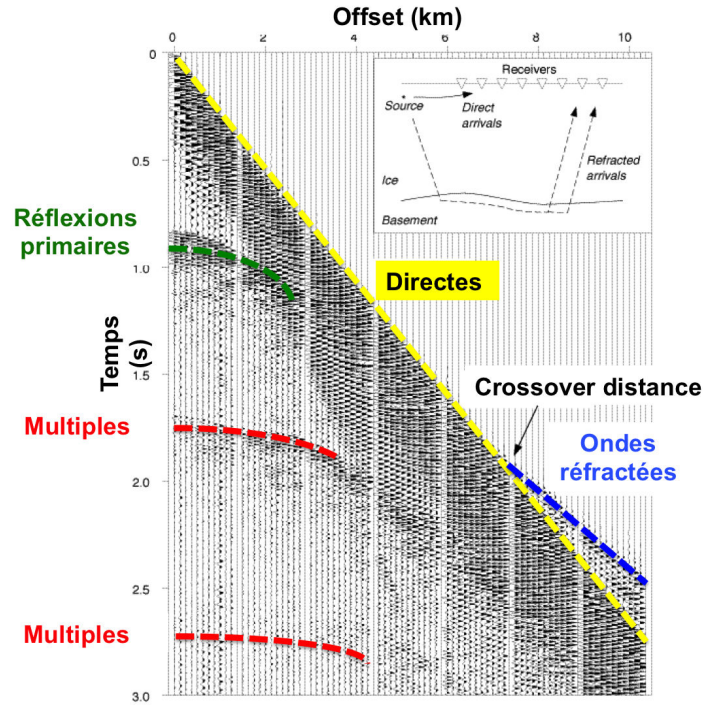 Offset (km)
0 2 4 6 8 10
0
0.5
1.0
1.5
2.0
2.5
3.0
Temps
(s)
Receivers
Source
Direct
arrivals
Refracted
arrivals
Ice
Basement
Réflexions
primaires
Directes
Crossover distance
Multiples
Ondes
réfractées
Multiples